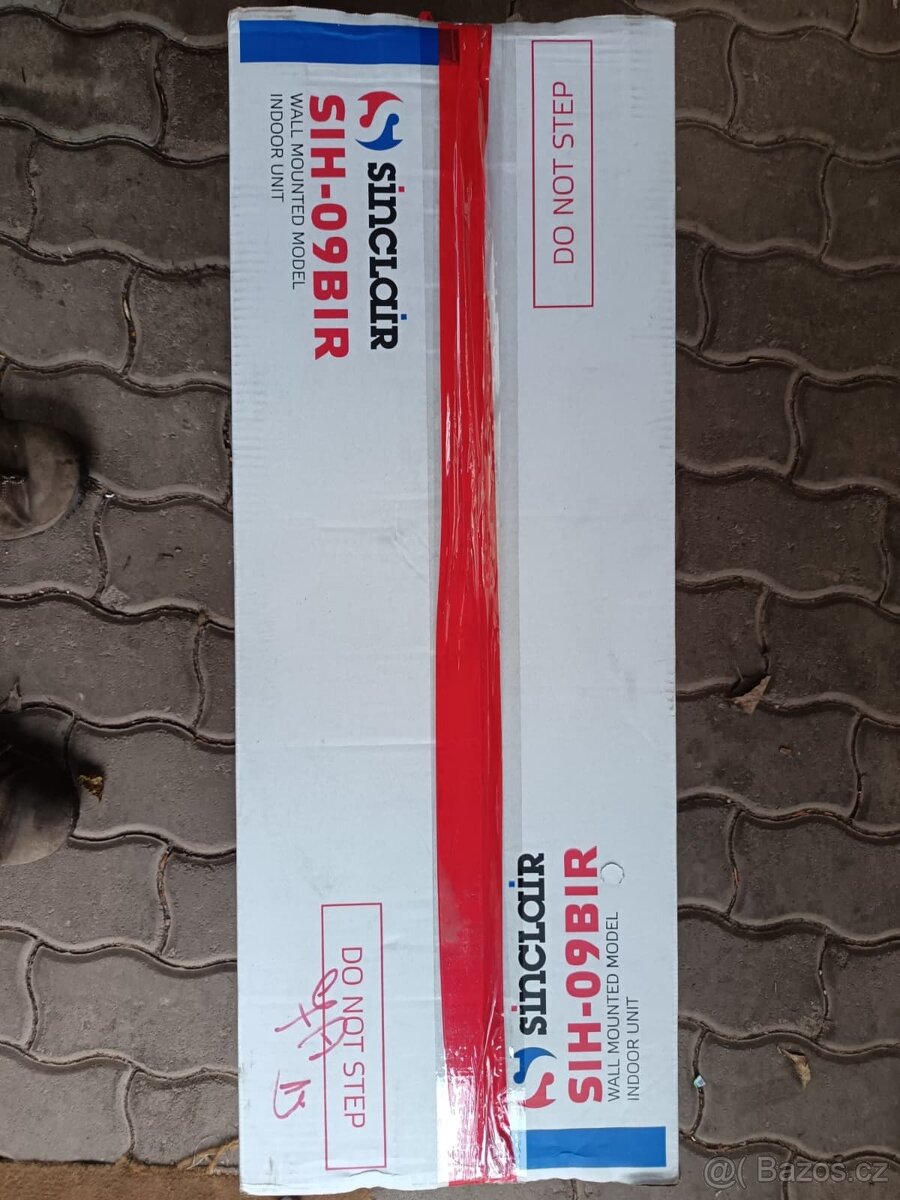 sinclair
SIH-09BIR
WALL MOUNTED MODEL
INDOOR UNIT
DO NOT STEP
DO NOT STEP
sinclair
SIH-09BIR
WALL MOUNTED MODEL
INDOOR UNIT
@( Bazos.cz